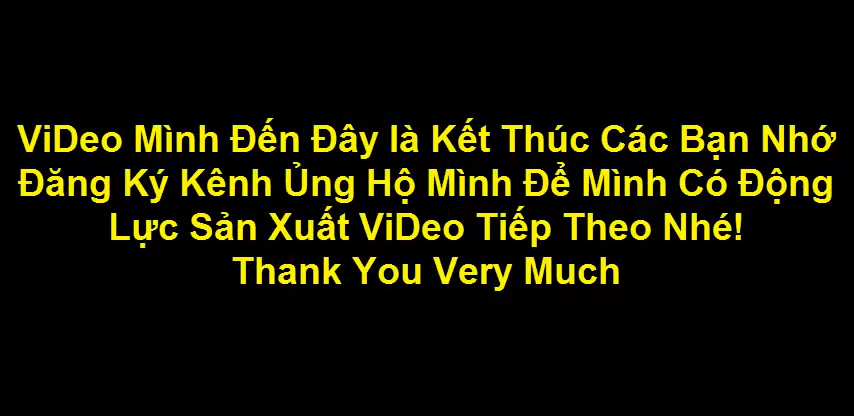 ViDeo Mình Đến Đây là Kết Thúc Các Bạn Nhớ
Đăng Ký Kênh Ủng Hộ Mình Để Mình Có Động
Lực Sản Xuất ViDeo Tiếp Theo Nhé!
Thank You Very Much